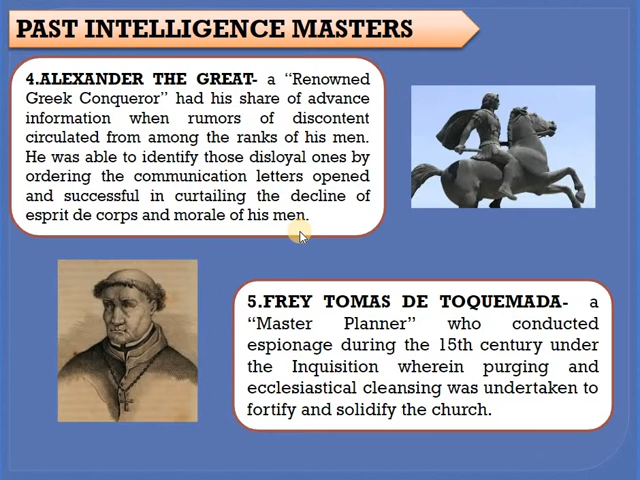 PAST INTELLIGENCE MASTERS
4.ALEXANDER THE GREAT- a “Renowned
Greek Conqueror” had his share of advance
information when rumors of discontent
circulated from among the ranks of his men.
He was able to identify those disloyal ones by
ordering the communication letters opened
and successful in curtailing the decline of
esprit de corps and morale of his men.
5.FREY TOMAS DE TOQUEMADA- a
“Master Planner” who conducted
espionage during the 15th century under
the Inquisition wherein purging and
ecclesiastical cleansing was undertaken to
fortify and solidify the church.